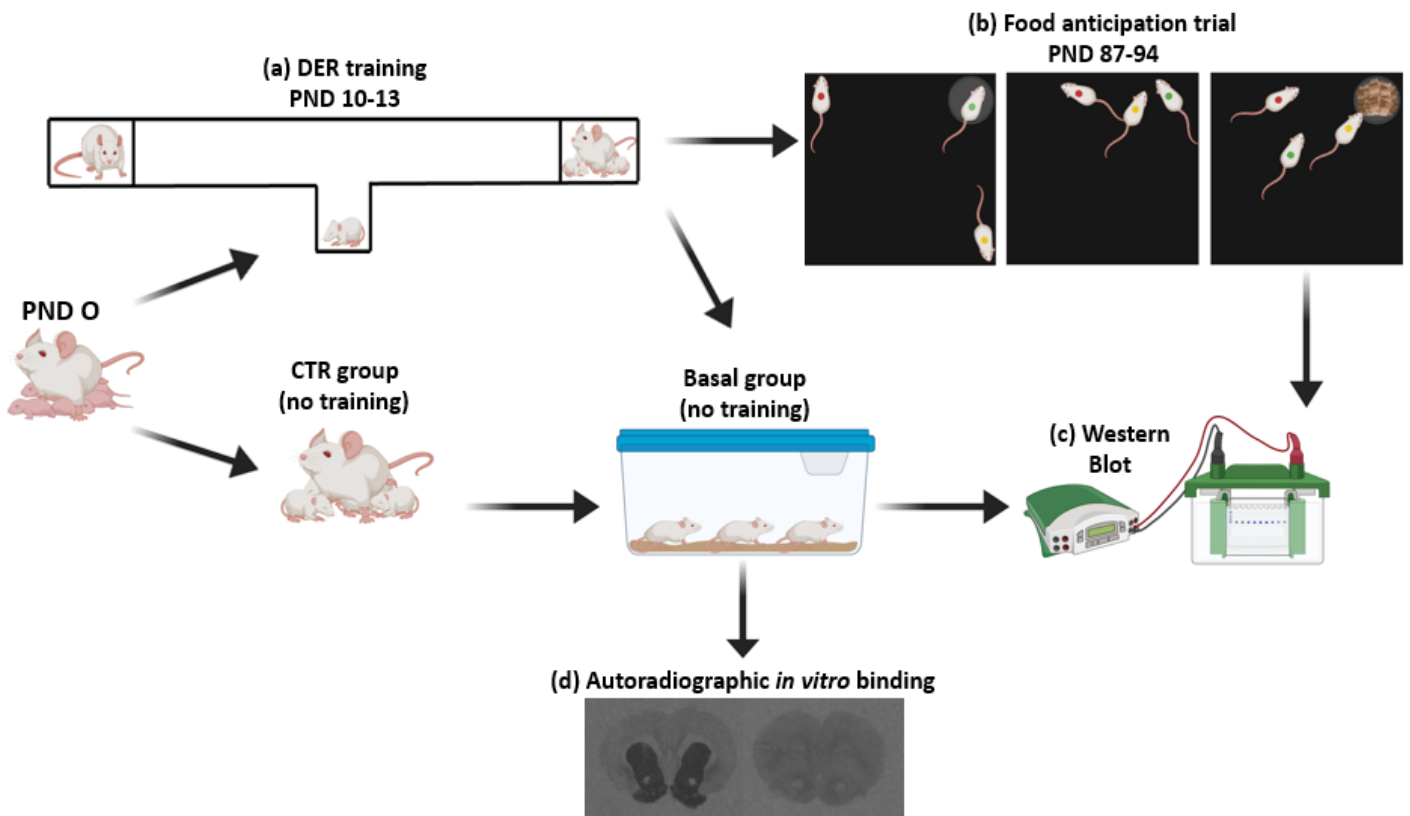 (a) DER training
PND 10-13
(b) Food anticipation trial
PND 87-94
PND O
CTR group
(no training)
Basal group
(no training)
(c) Western
Blot
(d) Autoradiographic in vitro binding